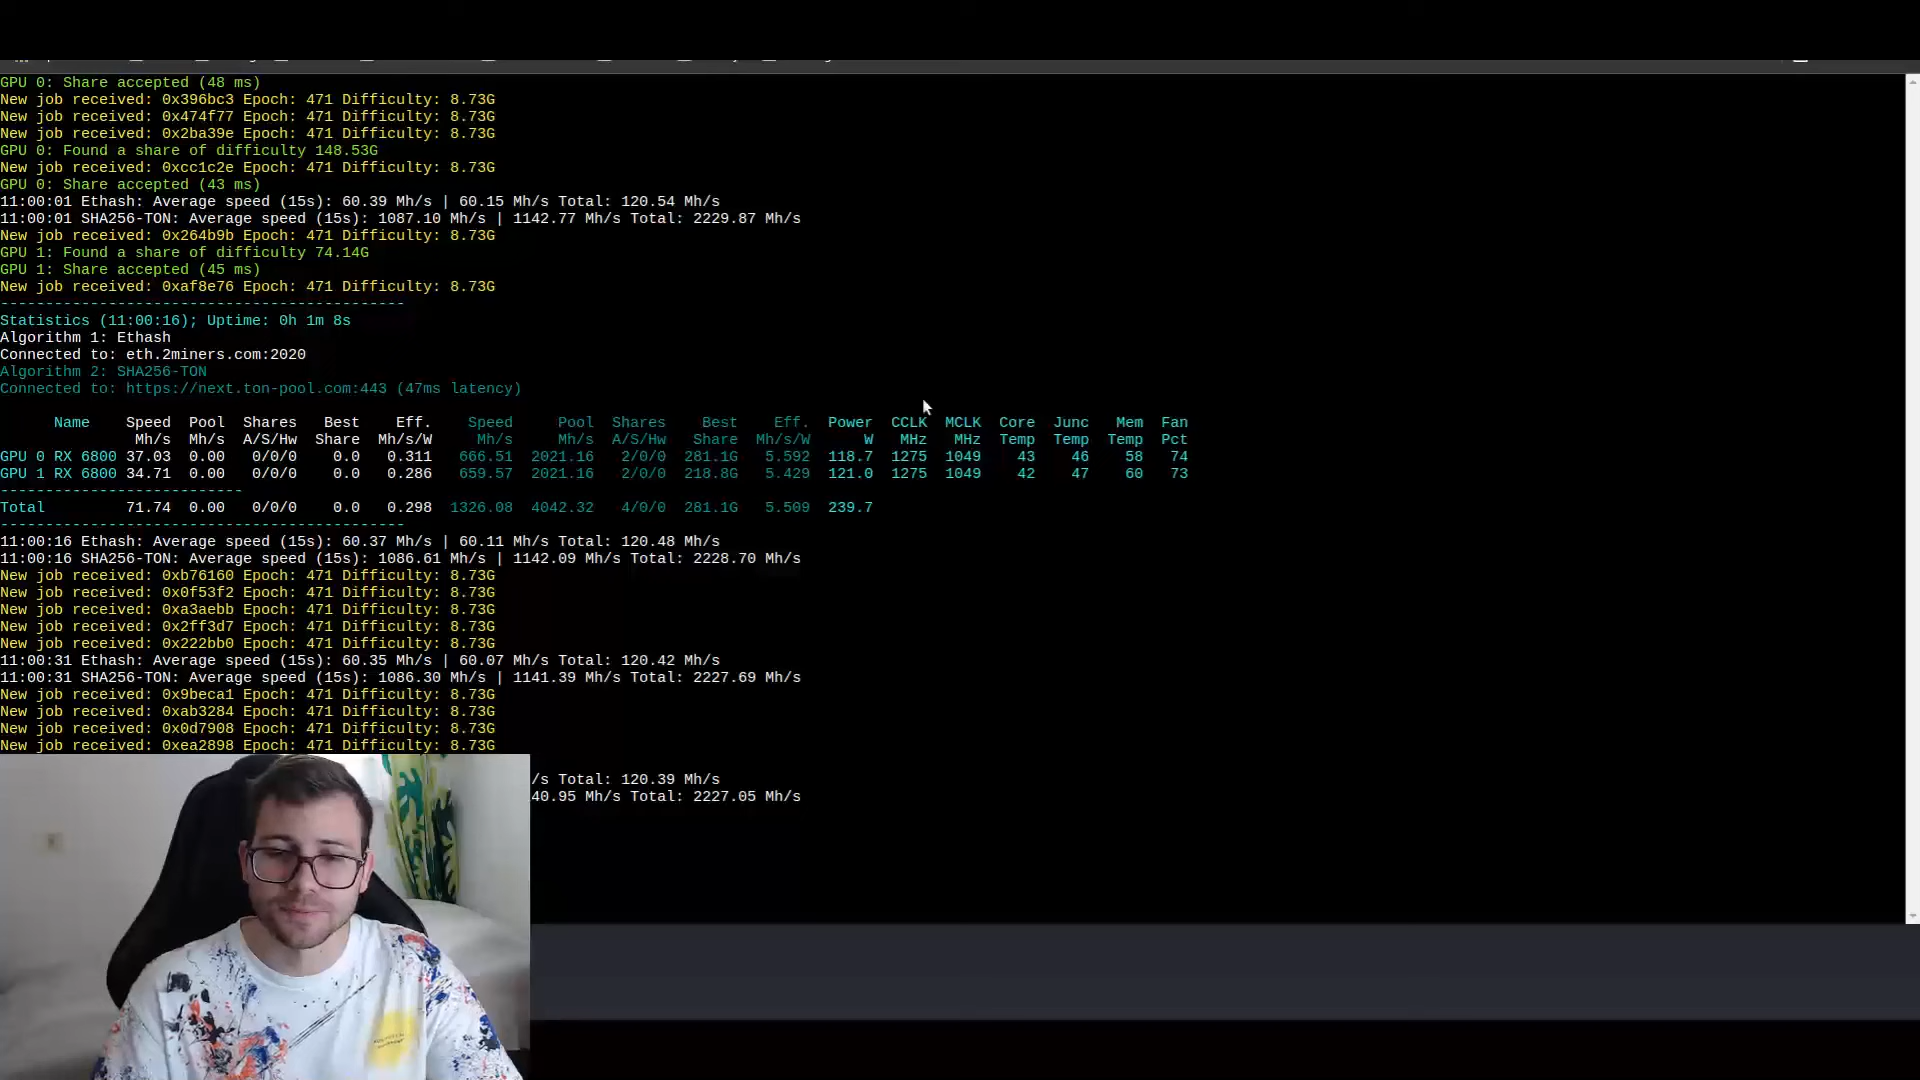 GPU 0: Share accepted (48 ms)
New job received: 0x396bc3 Epoch: 471 Difficulty: 8.73G
New job received: 0x474f77 Epoch: 471 Difficulty: 8.73G
New job received: 0x2ba39e Epoch: 471 Difficulty: 8.73G
GPU 0: Found a share of difficulty 148.53G
New job received: 0xcc1c2e Epoch: 471 Difficulty: 8.73G
GPU 0: Share accepted (43 ms)
11:00:01 Ethash: Average speed (15s): 60.39 Mh/s | 60.15 Mh/s Total: 120.54 Mh/s
11:00:01 SHA256-TON: Average speed (15s): 1087.10 Mh/s | 1142.77 Mh/s Total: 2229.87 Mh/s
New job received: 0x264b9b Epoch: 471 Difficulty: 8.73G
GPU 1: Found a share of difficulty 74.14G
GPU 1: Share accepted (45 ms)
New job received: 0xaf8e76 Epoch: 471 Difficulty: 8.73G
---------------------------------------------
Statistics (11:00:16); Uptime: 0h 1m 8s
Algorithm 1: Ethash
Connected to: eth.2miners.com:2020
Algorithm 2: SHA256-TON
Connected to: https://next.ton-pool.com:443 (47ms latency)
Name Speed Pool Shares Best Eff. Speed Pool Shares Best Eff. Power CCLK MCLK Core Junc Mem Fan
Mh/s Mh/s A/S/Hw Share Mh/s/W Mh/s Mh/s A/S/Hw Share Mh/s/W W MHz MHz Temp Temp Temp Pct
GPU 0 RX 6800 37.03 0.00 0/0/0 0.0 0.311 666.51 2021.16 2/0/0 281.1G 5.592 118.7 1275 1049 43 46 58 74
GPU 1 RX 6800 34.71 0.00 0/0/0 0.0 0.286 659.57 2021.16 2/0/0 218.8G 5.429 121.0 1275 1049 42 47 60 73
---------------------------
Total 71.74 0.00 0/0/0 0.0 0.298 1326.08 4042.32 4/0/0 281.1G 5.509 239.7
---------------------------------------------
11:00:16 Ethash: Average speed (15s): 60.37 Mh/s | 60.11 Mh/s Total: 120.48 Mh/s
11:00:16 SHA256-TON: Average speed (15s): 1086.61 Mh/s | 1142.09 Mh/s Total: 2228.70 Mh/s
New job received: 0xb76160 Epoch: 471 Difficulty: 8.73G
New job received: 0x0f53f2 Epoch: 471 Difficulty: 8.73G
New job received: 0xa3aebb Epoch: 471 Difficulty: 8.73G
New job received: 0x2ff3d7 Epoch: 471 Difficulty: 8.73G
New job received: 0x222bb0 Epoch: 471 Difficulty: 8.73G
11:00:31 Ethash: Average speed (15s): 60.35 Mh/s | 60.07 Mh/s Total: 120.42 Mh/s
11:00:31 SHA256-TON: Average speed (15s): 1086.30 Mh/s | 1141.39 Mh/s Total: 2227.69 Mh/s
New job received: 0x9beca1 Epoch: 471 Difficulty: 8.73G
New job received: 0xab3284 Epoch: 471 Difficulty: 8.73G
New job received: 0x0d7908 Epoch: 471 Difficulty: 8.73G
New job received: 0xea2898 Epoch: 471 Difficulty: 8.73G
/s Total: 120.39 Mh/s
40.95 Mh/s Total: 2227.05 Mh/s